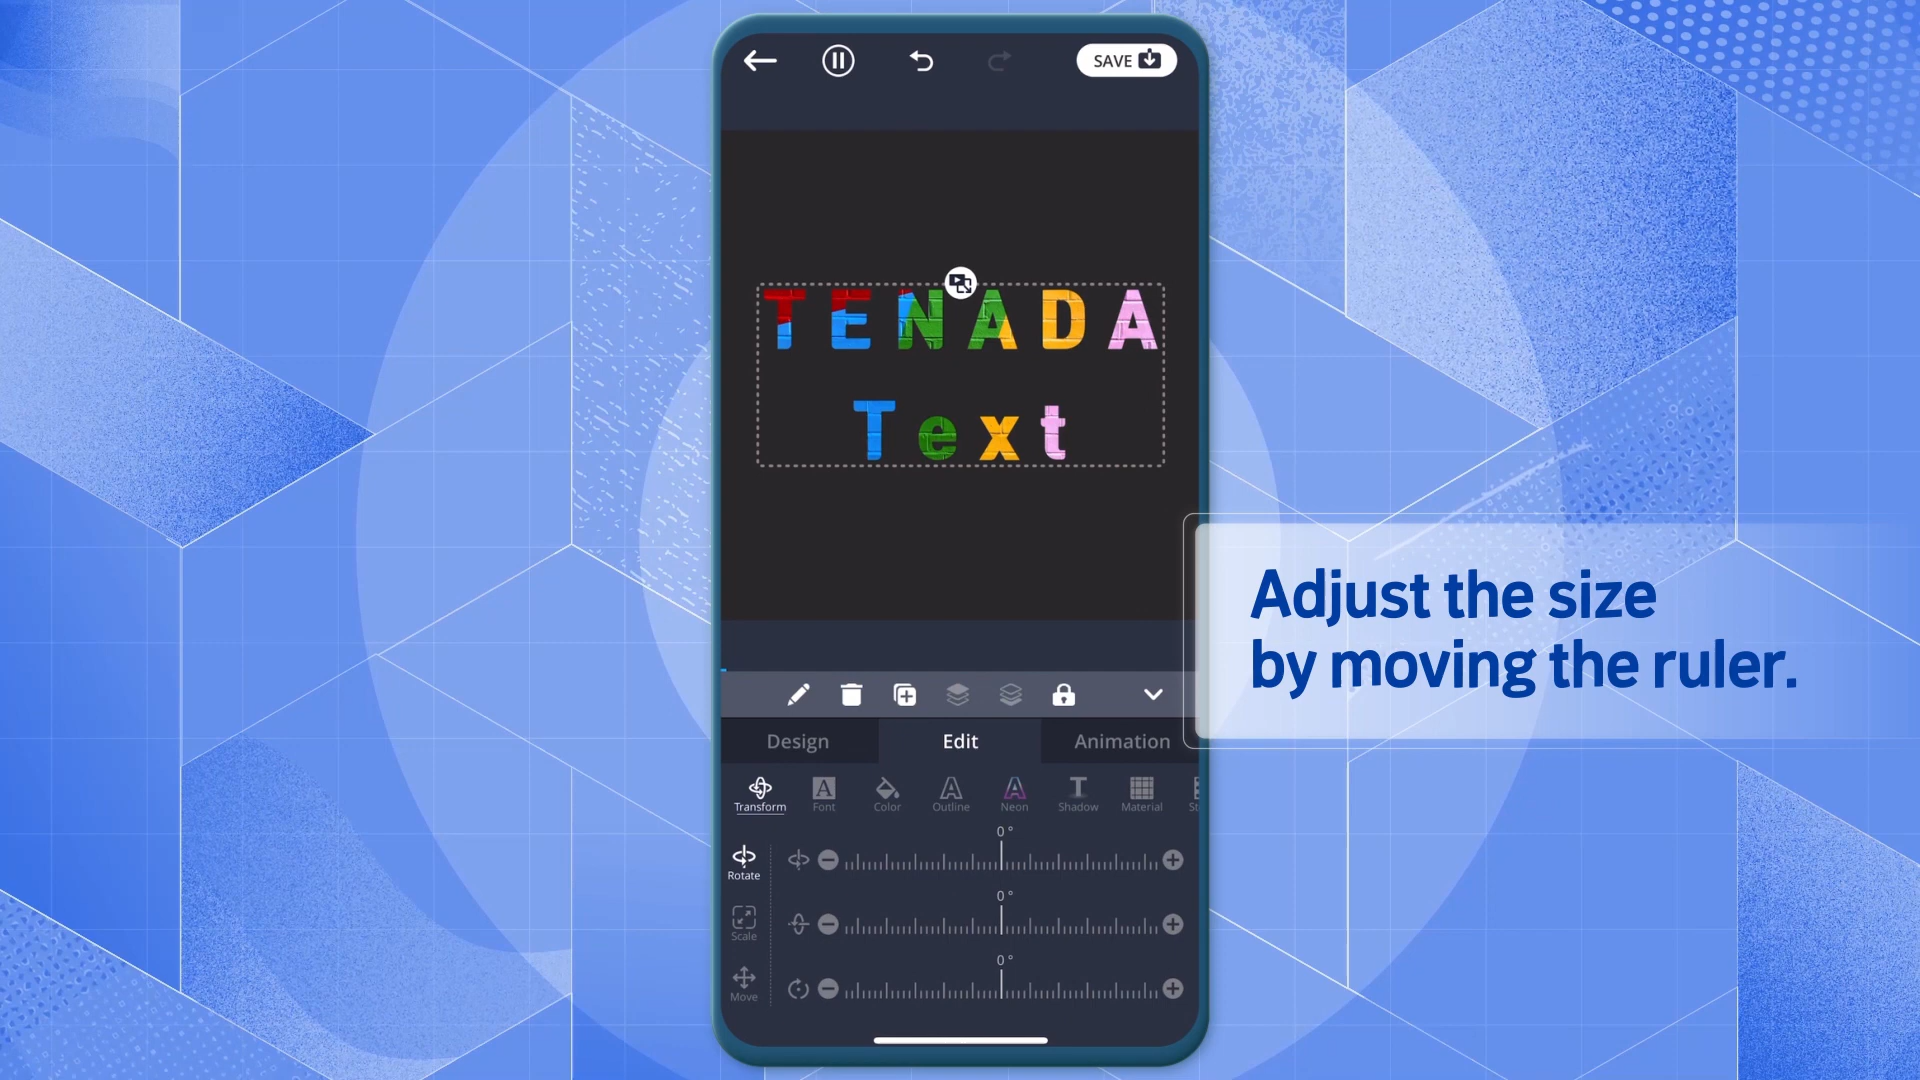 SAVE
TENADA
Text
Adjust the size
by moving the ruler.
Design Edit Animation
Transform Font Color Outline Neon Shadow Material St
0°
Rotate
0°
Scale
0°
Move